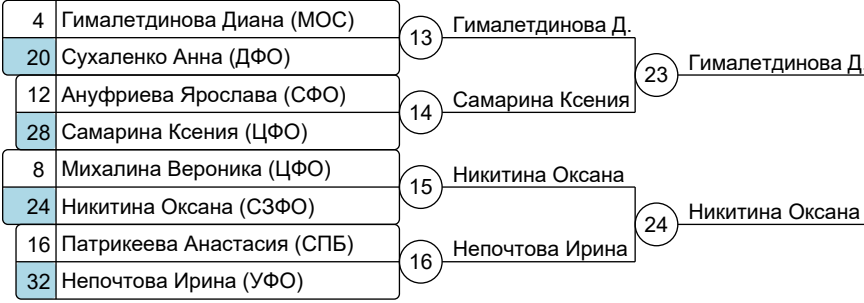 4 Гималетдинова Диана (МОС)
20 Сухаленко Анна (ДФО)
12 Ануфриева Ярослава (СФО)
28 Самарина Ксения (ЦФО)
8 Михалина Вероника (ЦФО)
24 Никитина Оксана (СЗФО)
16 Патрикеева Анастасия (СПБ)
32 Непочтова Ирина (УФО)
13 Гималетдинова Д.
14 Самарина Ксения
15 Никитина Оксана
16 Непочтова Ирина
23 Гималетдинова Д.
24 Никитина Оксана